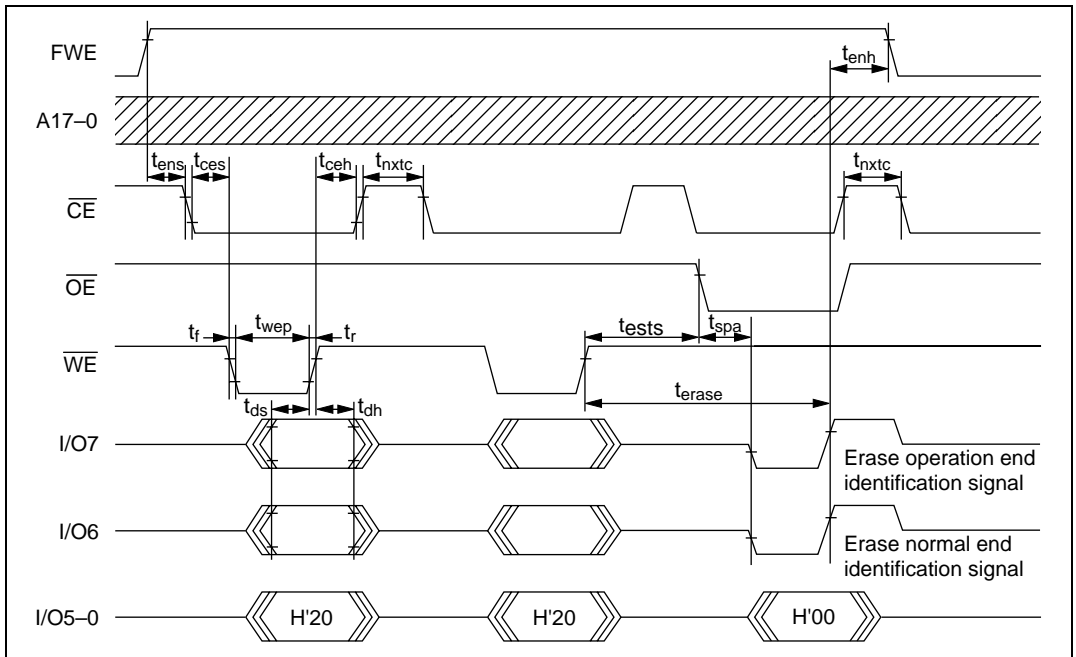 FWE
tenh
A17–0
tens
tces
tceh
tnxtc
tnxtc
CE
OE
tf
twep
tr
tests
tspa
WE
terase
tds
tdh
I/O7
Erase operation end
identification signal
I/O6
Erase normal end
identification signal
I/O5–0
H'20
H'20
H'00